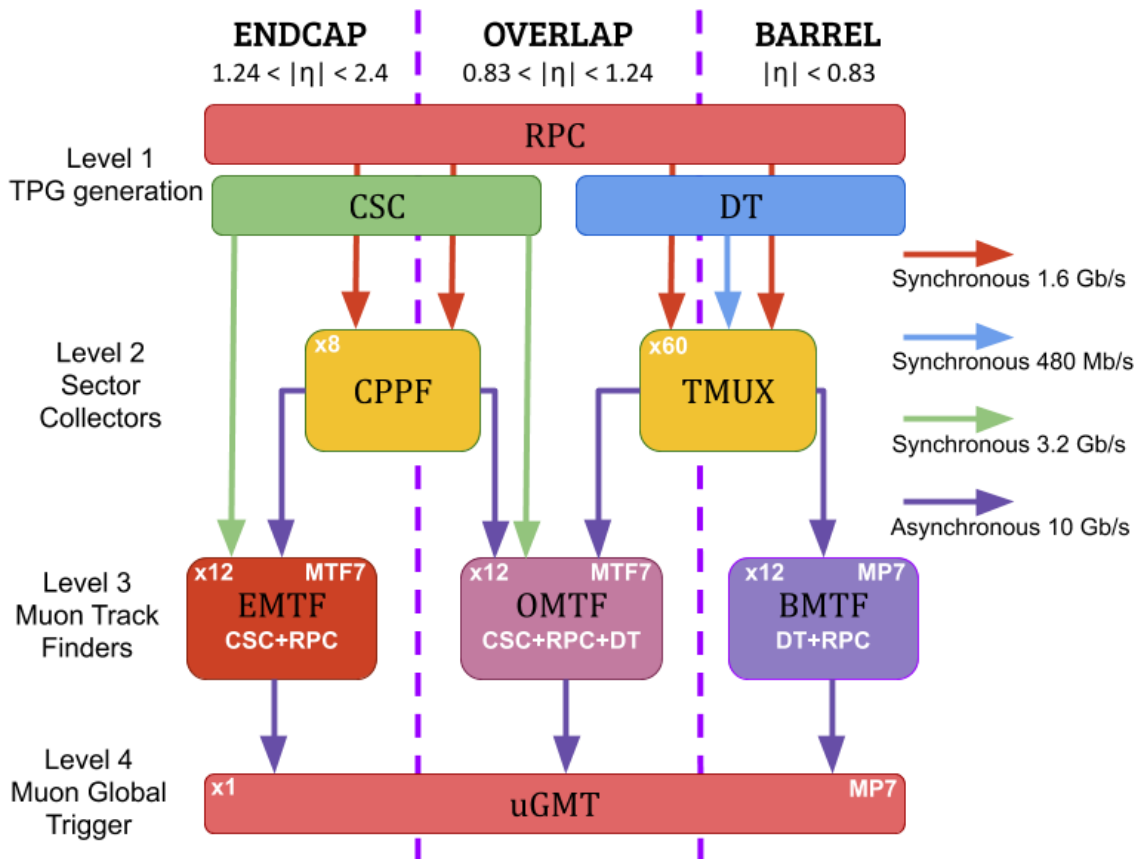 ENDCAP
1.24 < |η| < 2.4
OVERLAP
0.83 < |η| < 1.24
BARREL
|η| < 0.83
Level 1
TPG generation
RPC
CSC
DT
Synchronous 1.6 Gb/s
Synchronous 480 Mb/s
Synchronous 3.2 Gb/s
Asynchronous 10 Gb/s
Level 2
Sector
Collectors
x8
CPPF
x60
TMUX
Level 3
Muon Track
Finders
x12 MTF7
EMTF
CSC+RPC
x12 MTF7
OMTF
CSC+RPC+DT
x12 MP7
BMTF
DT+RPC
Level 4
Muon Global
Trigger
x1
uGMT
MP7